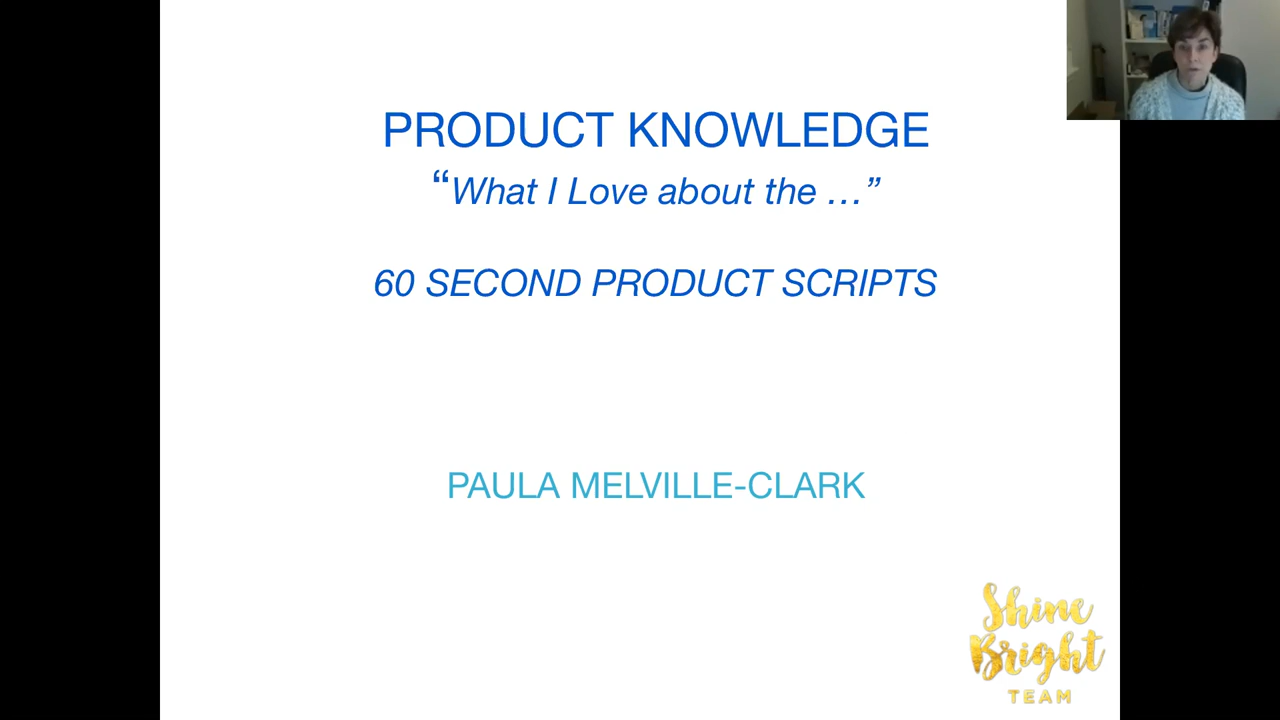 PRODUCT KNOWLEDGE
“What I Love about the …”
60 SECOND PRODUCT SCRIPTS
PAULA MELVILLE-CLARK
Shine
Bright
TEAM